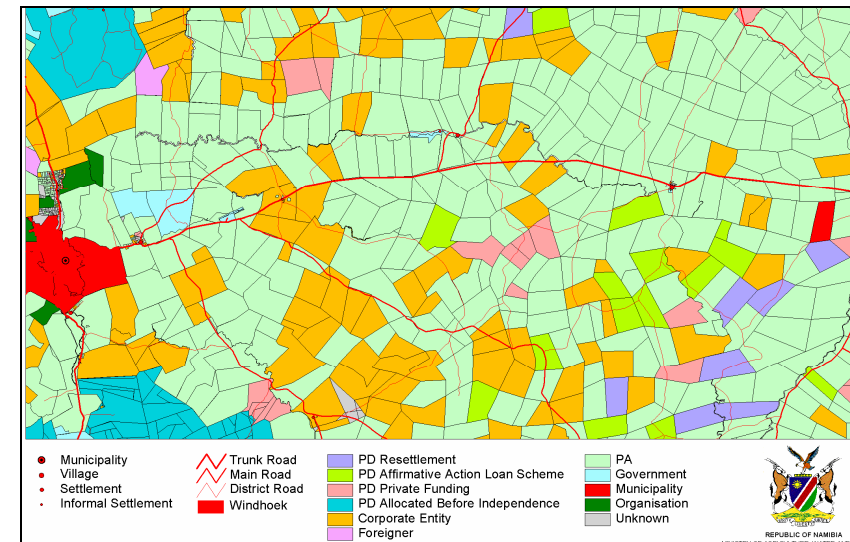 Municipality
Village
Settlement
Informal Settlement
Trunk Road
Main Road
District Road
Windhoek
PD Resettlement
PD Affirmative Action Loan Scheme
PD Private Funding
PD Allocated Before Independence
Corporate Entity
Foreigner
PA
Government
Municipality
Organisation
Unknown
REPUBLIC OF NAMIBIA